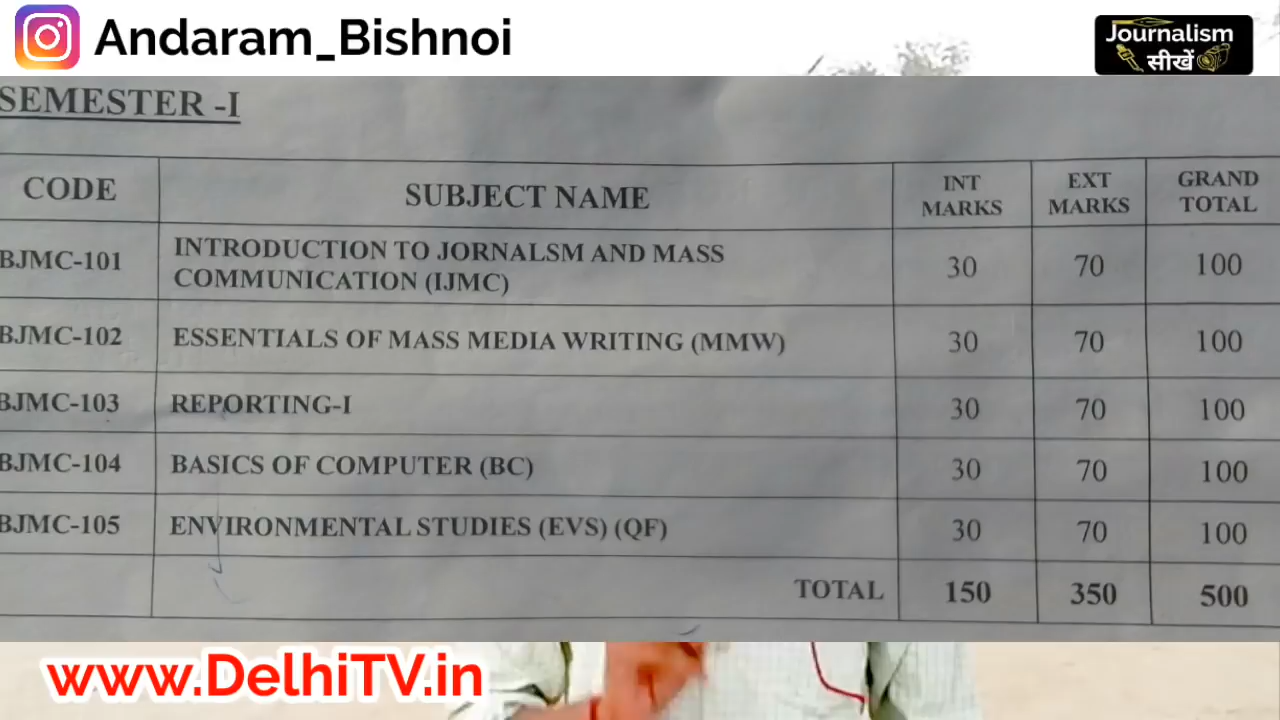 Andaram_Bishnoi
Journalism
सीखें
SEMESTER -I
CODE SUBJECT NAME INT MARKS EXT MARKS GRAND TOTAL
BJMC-101 INTRODUCTION TO JORNALSM AND MASS COMMUNICATION (IJMC) 30 70 100
BJMC-102 ESSENTIALS OF MASS MEDIA WRITING (MMW) 30 70 100
BJMC-103 REPORTING-I 30 70 100
BJMC-104 BASICS OF COMPUTER (BC) 30 70 100
BJMC-105 ENVIRONMENTAL STUDIES (EVS) (QF) 30 70 100
TOTAL 150 350 500
www.DelhiTV.in